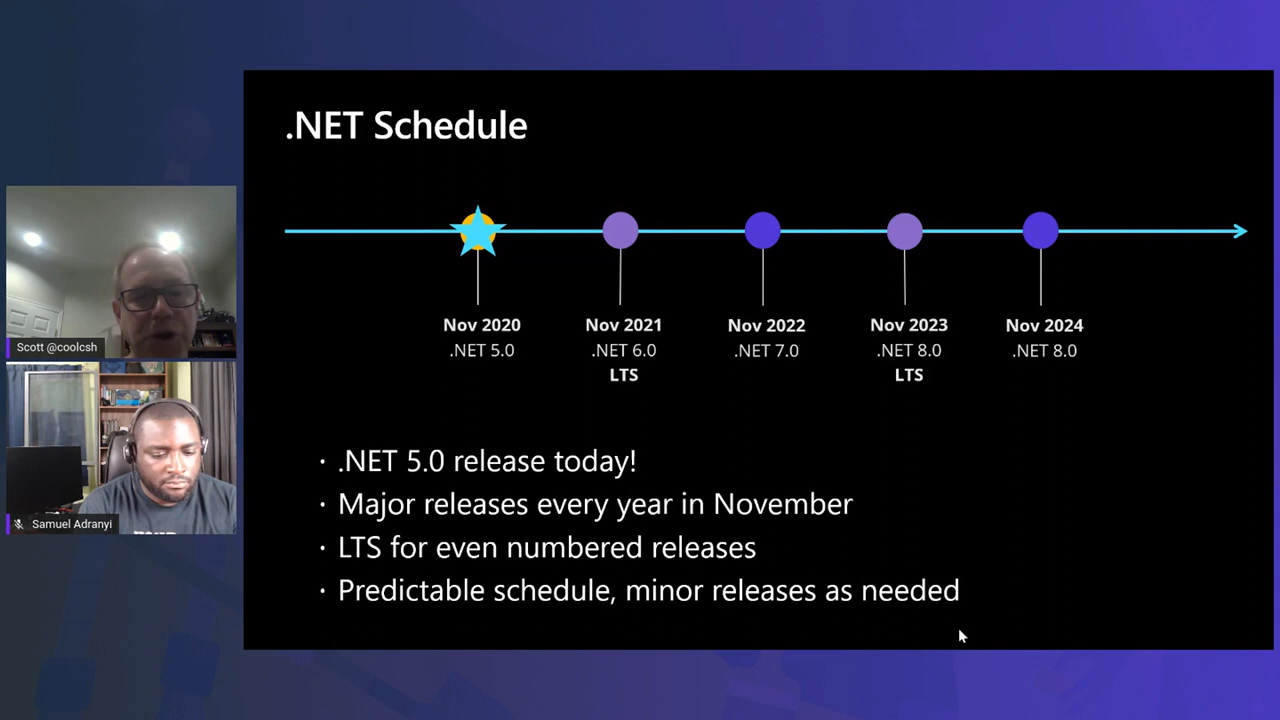 .NET Schedule
Nov 2020
.NET 5.0
Nov 2021
.NET 6.0
LTS
Nov 2022
.NET 7.0
Nov 2023
.NET 8.0
LTS
Nov 2024
.NET 8.0
· .NET 5.0 release today!
· Major releases every year in November
· LTS for even numbered releases
· Predictable schedule, minor releases as needed
Scott @coolcsh
Samuel Adranyi